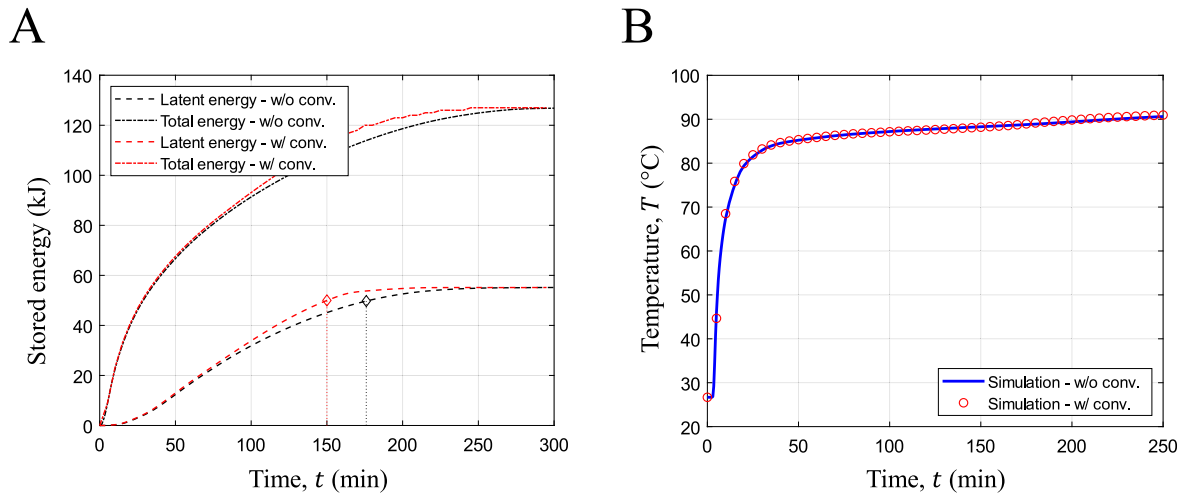 A
140
120
100
80
60
40
20
0
Stored energy (kJ)
Latent energy - w/o conv.
Total energy - w/o conv.
Latent energy - w/ conv.
Total energy - w/ conv.
0 50 100 150 200 250 300
Time, t (min)
B
100
90
80
70
60
50
40
30
20
Temperature, T (°C)
Simulation - w/o conv.
Simulation - w/ conv.
0 50 100 150 200 250
Time, t (min)